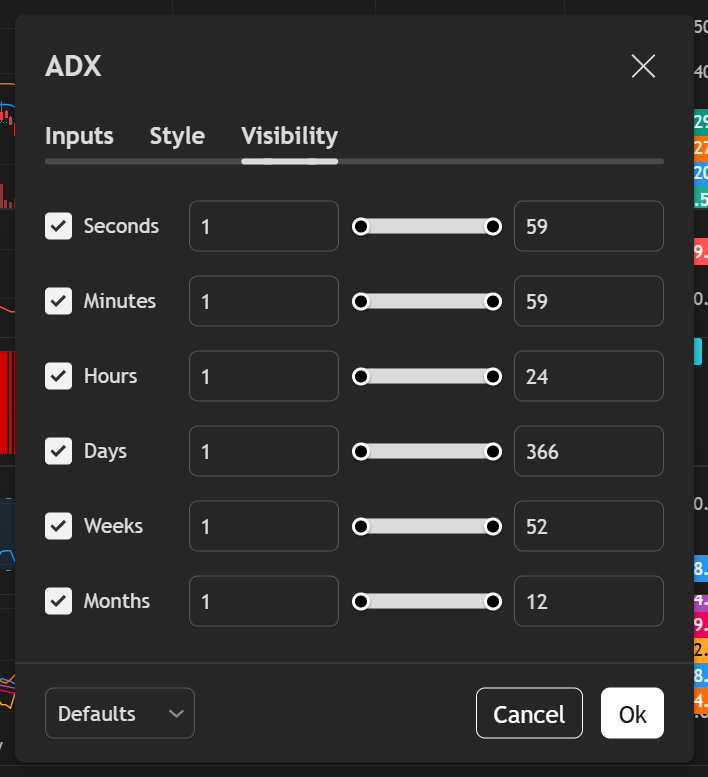 ADX
Inputs Style Visibility
Seconds 1 59
Minutes 1 59
Hours 1 24
Days 1 366
Weeks 1 52
Months 1 12
Defaults Cancel Ok